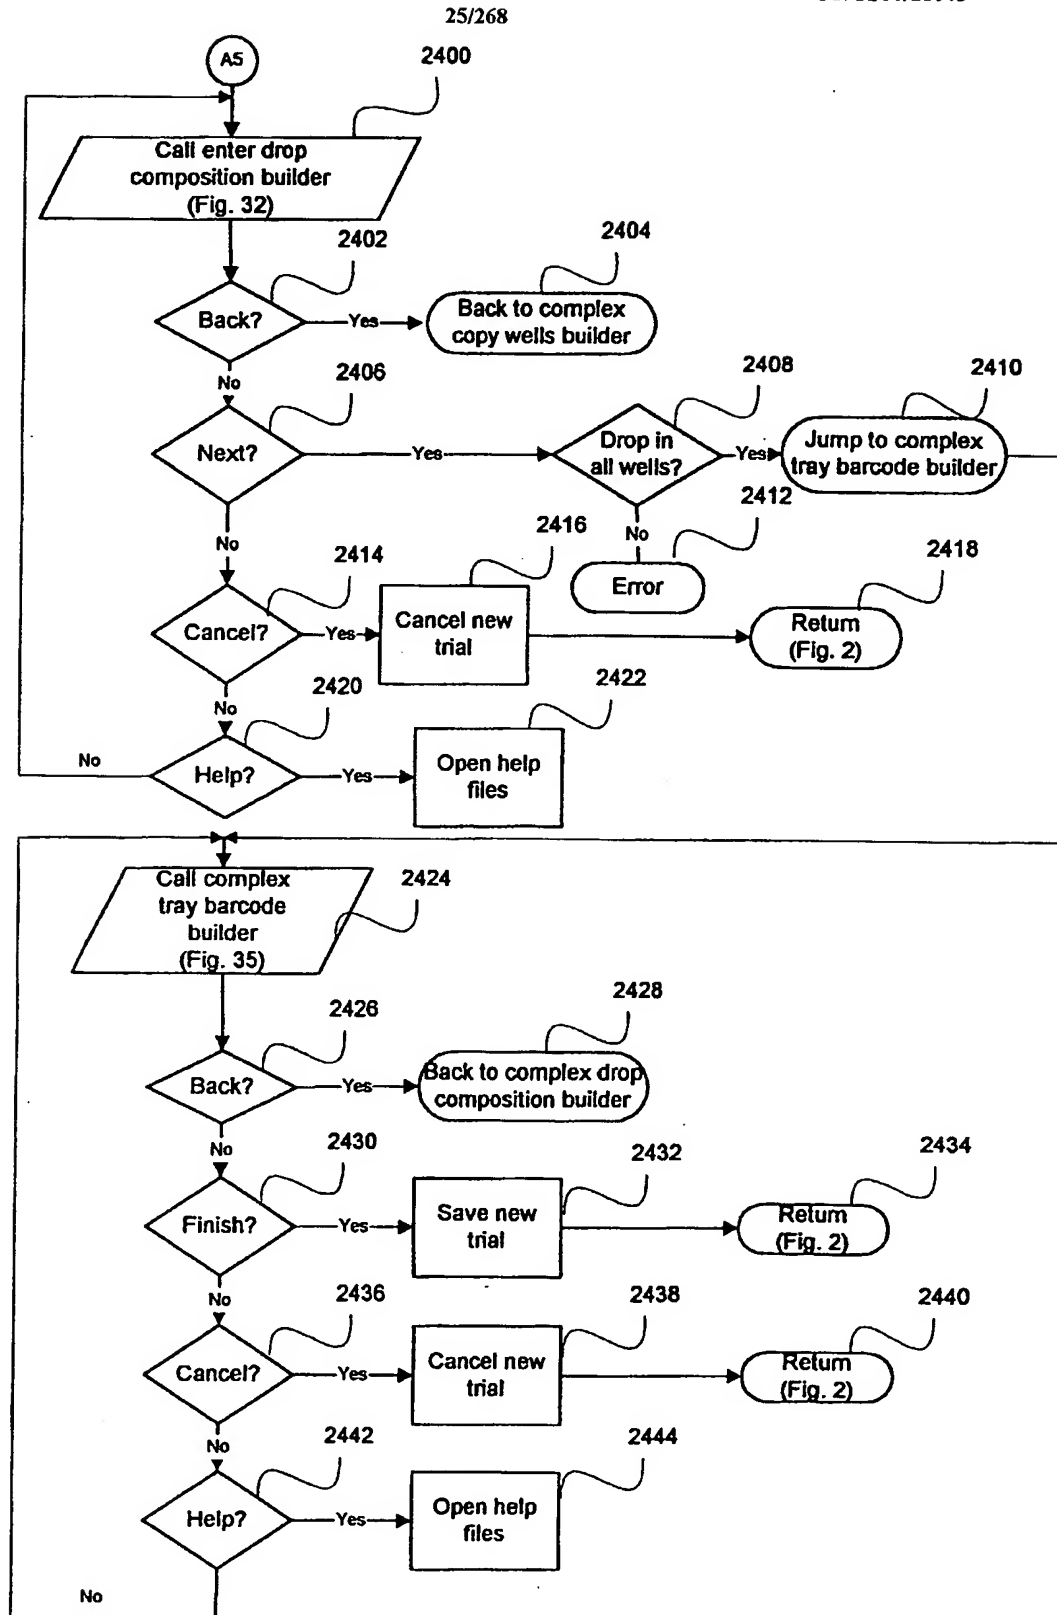 25/268
A5
2400
Call enter drop
composition builder
(Fig. 32)
2402
2404
Back?
Yes
Back to complex
copy wells builder
No
2406
2408
2410
Next?
Yes
Drop in
all wells?
Yes
Jump to complex
tray barcode builder
No
2412
Error
No
2414
2416
2418
Cancel?
Yes
Cancel new
trial
Return
(Fig. 2)
No
2420
2422
No
Help?
Yes
Open help
files
Call complex
tray barcode
builder
(Fig. 35)
2424
2426
2428
Back?
Yes
Back to complex drop
composition builder
No
2430
2432
2434
Finish?
Yes
Save new
trial
Return
(Fig. 2)
No
2436
2438
2440
Cancel?
Yes
Cancel new
trial
Return
(Fig. 2)
No
2442
2444
Help?
Yes
Open help
files
No